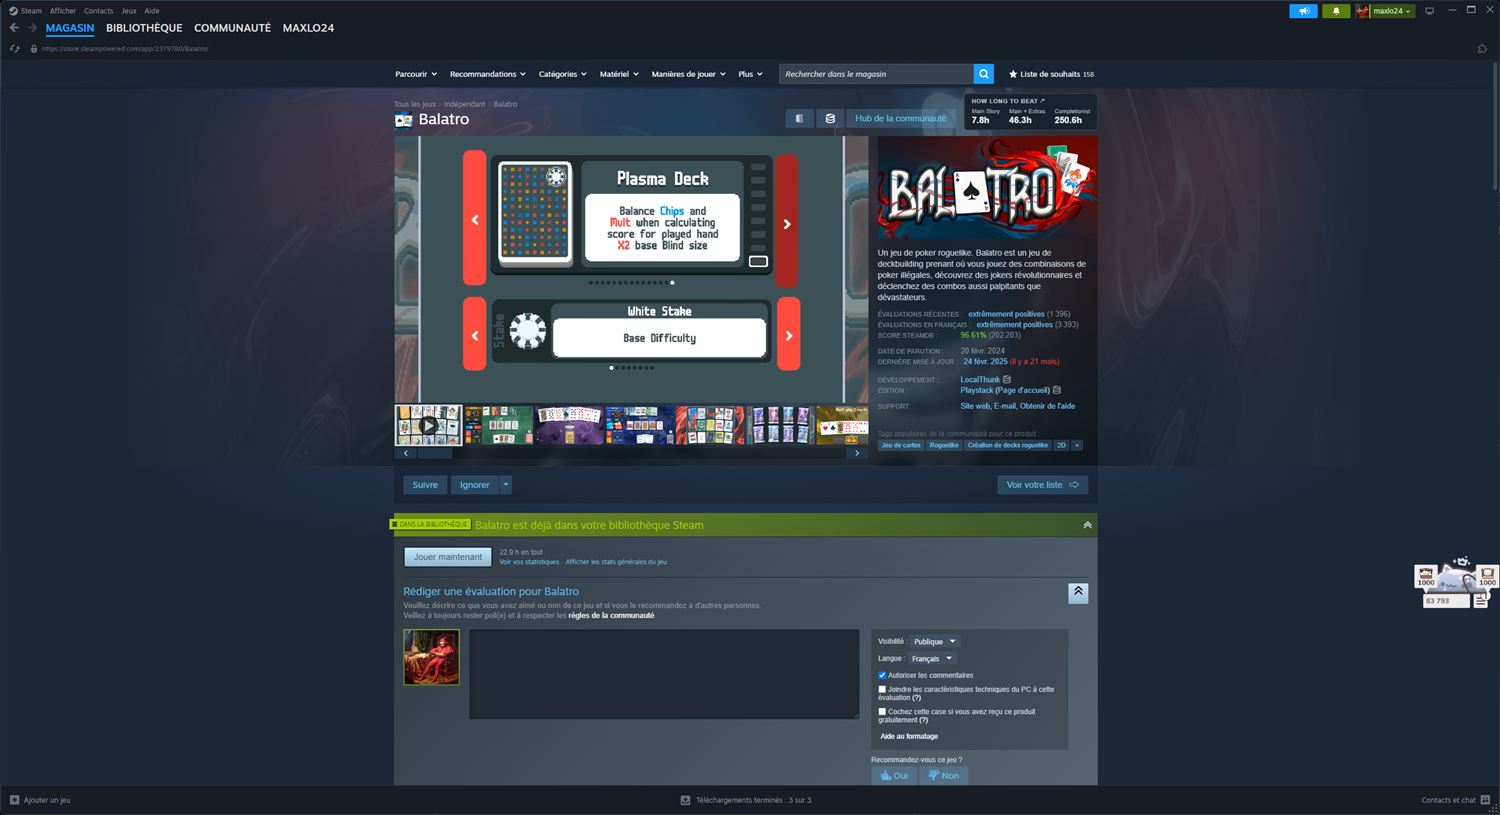 Steam Afficher Contacts Jeux Aide
maxlo24
MAGASIN BIBLIOTHÈQUE COMMUNAUTÉ MAXLO24
https://store.steampowered.com/app/2379780/Balatro/
Parcourir Recommandations Catégories Matériel Manières de jouer Plus
Rechercher dans le magasin
Liste de souhaits 158
Tous les jeux > Indépendant > Balatro
Balatro
Hub de la communauté
HOW LONG TO BEAT ↗
Main Story Main + Extras Completionist
7.8h 46.3h 250.6h
Plasma Deck
Balance Chips and
Mult when calculating
score for played hand
X2 base Blind size
Stake
White Stake
Base Difficulty
BALATRO
Un jeu de poker roguelike. Balatro est un jeu de
deckbuilding prenant où vous jouez des combinaisons de
poker illégales, découvrez des jokers révolutionnaires et
déclenchez des combos aussi palpitants que
dévastateurs.
ÉVALUATIONS RÉCENTES : extrêmement positives (1 396)
ÉVALUATIONS EN FRANÇAIS : extrêmement positives (3 393)
SCORE STEAMDB : 96.61% (202 203)
DATE DE PARUTION : 20 févr. 2024
DERNIÈRE MISE À JOUR : 24 févr. 2025 (il y a 21 mois)
DÉVELOPPEMENT : LocalThunk
ÉDITION : Playstack (Page d'accueil)
SUPPORT: Site web, E-mail, Obtenir de l'aide
Tags populaires de la communauté pour ce produit :
Jeu de cartes Roguelike Création de decks roguelike 2D +
Suivre Ignorer
Voir votre liste
DANS LA BIBLIOTHÈQUE Balatro est déjà dans votre bibliothèque Steam
Jouer maintenant
22.9 h en tout
Voir vos statistiques Afficher les stats générales du jeu
Rédiger une évaluation pour Balatro
Veuillez décrire ce que vous avez aimé ou non de ce jeu et si vous le recommandez à d'autres personnes.
Veillez à toujours rester poli(e) et à respecter les règles de la communauté.
Visibilité : Publique
Langue : Français
Autoriser les commentaires
Joindre les caractéristiques techniques du PC à cette
évaluation (?)
Cochez cette case si vous avez reçu ce produit
gratuitement (?)
Aide au formatage
Recommandez-vous ce jeu ?
Oui Non
1000 1000
83 793
Ajouter un jeu
Téléchargements terminés : 3 sur 3
Contacts et chat